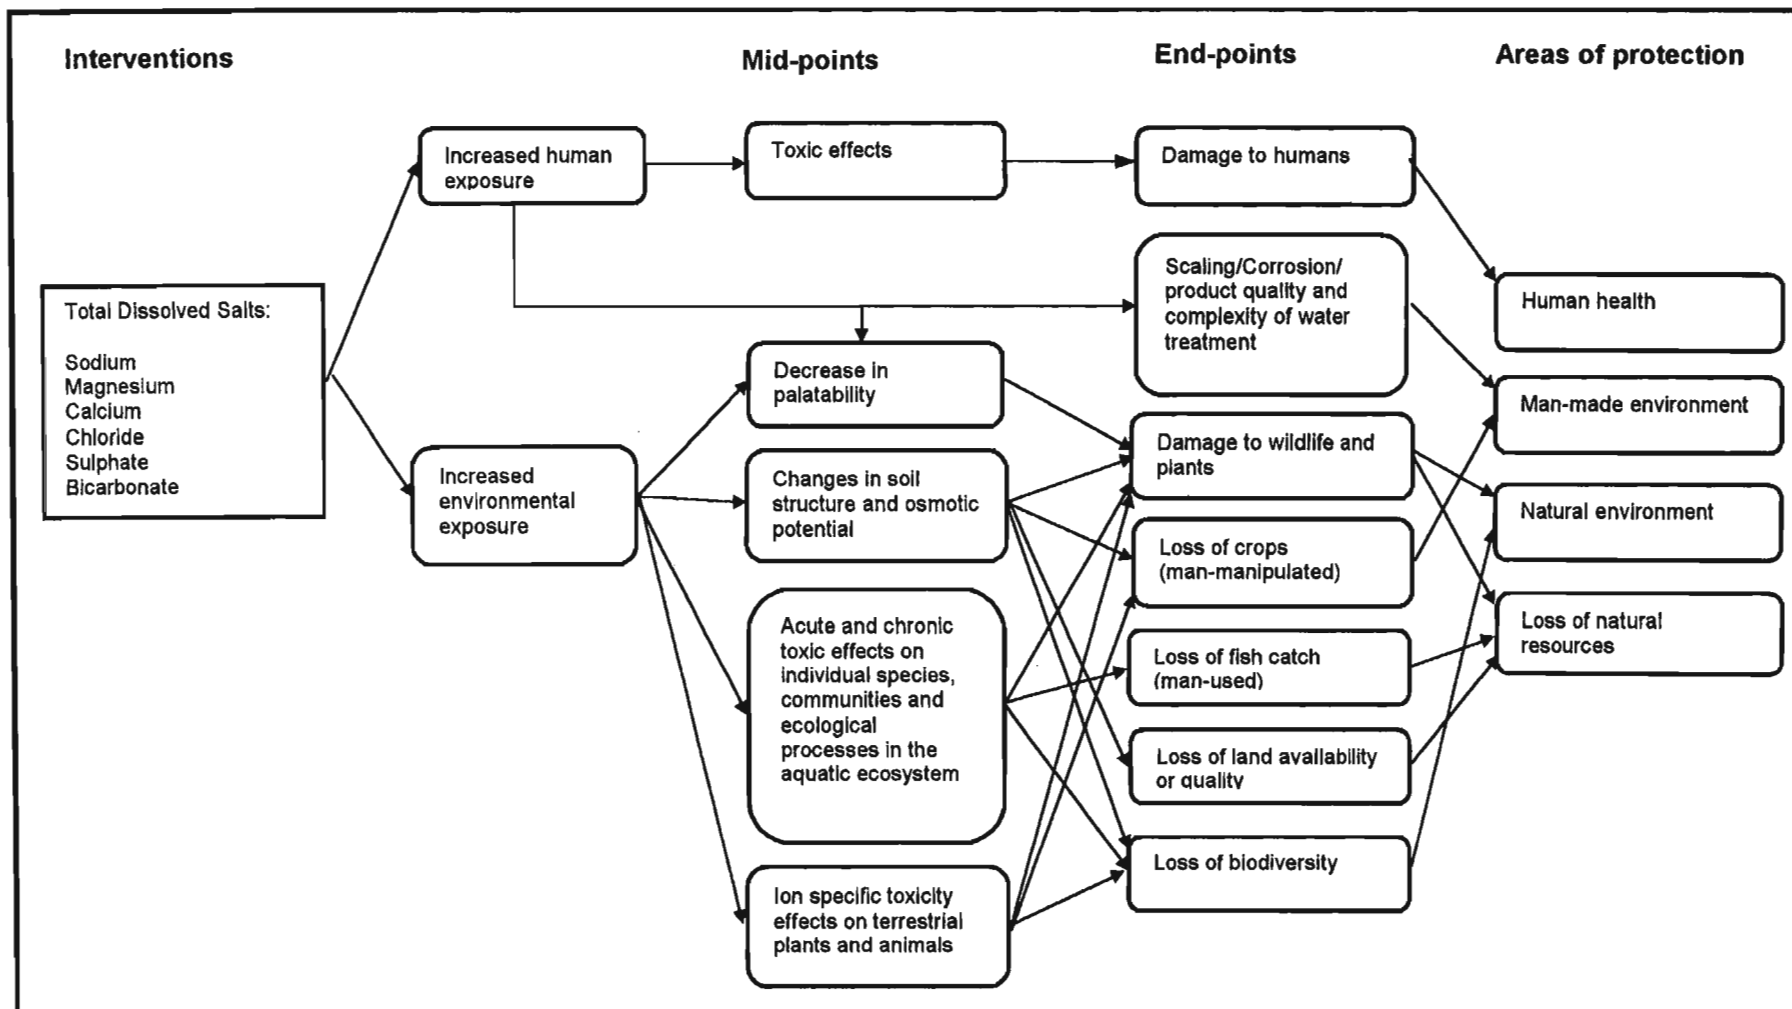 Interventions
Mid-points
End-points
Areas of protection
Total Dissolved Salts:
Sodium
Magnesium
Calcium
Chloride
Sulphate
Bicarbonate
Increased human
exposure
Increased
environmental
exposure
Toxic effects
Decrease in
palatability
Changes in soil
structure and osmotic
potential
Acute and chronic
toxic effects on
individual species,
communities and
ecological
processes in the
aquatic ecosystem
Ion specific toxicity
effects on terrestrial
plants and animals
Damage to humans
Scaling/Corrosion/
product quality and
complexity of water
treatment
Damage to wildlife and
plants
Loss of crops
(man-manipulated)
Loss of fish catch
(man-used)
Loss of land availability
or quality
Loss of biodiversity
Human health
Man-made environment
Natural environment
Loss of natural
resources